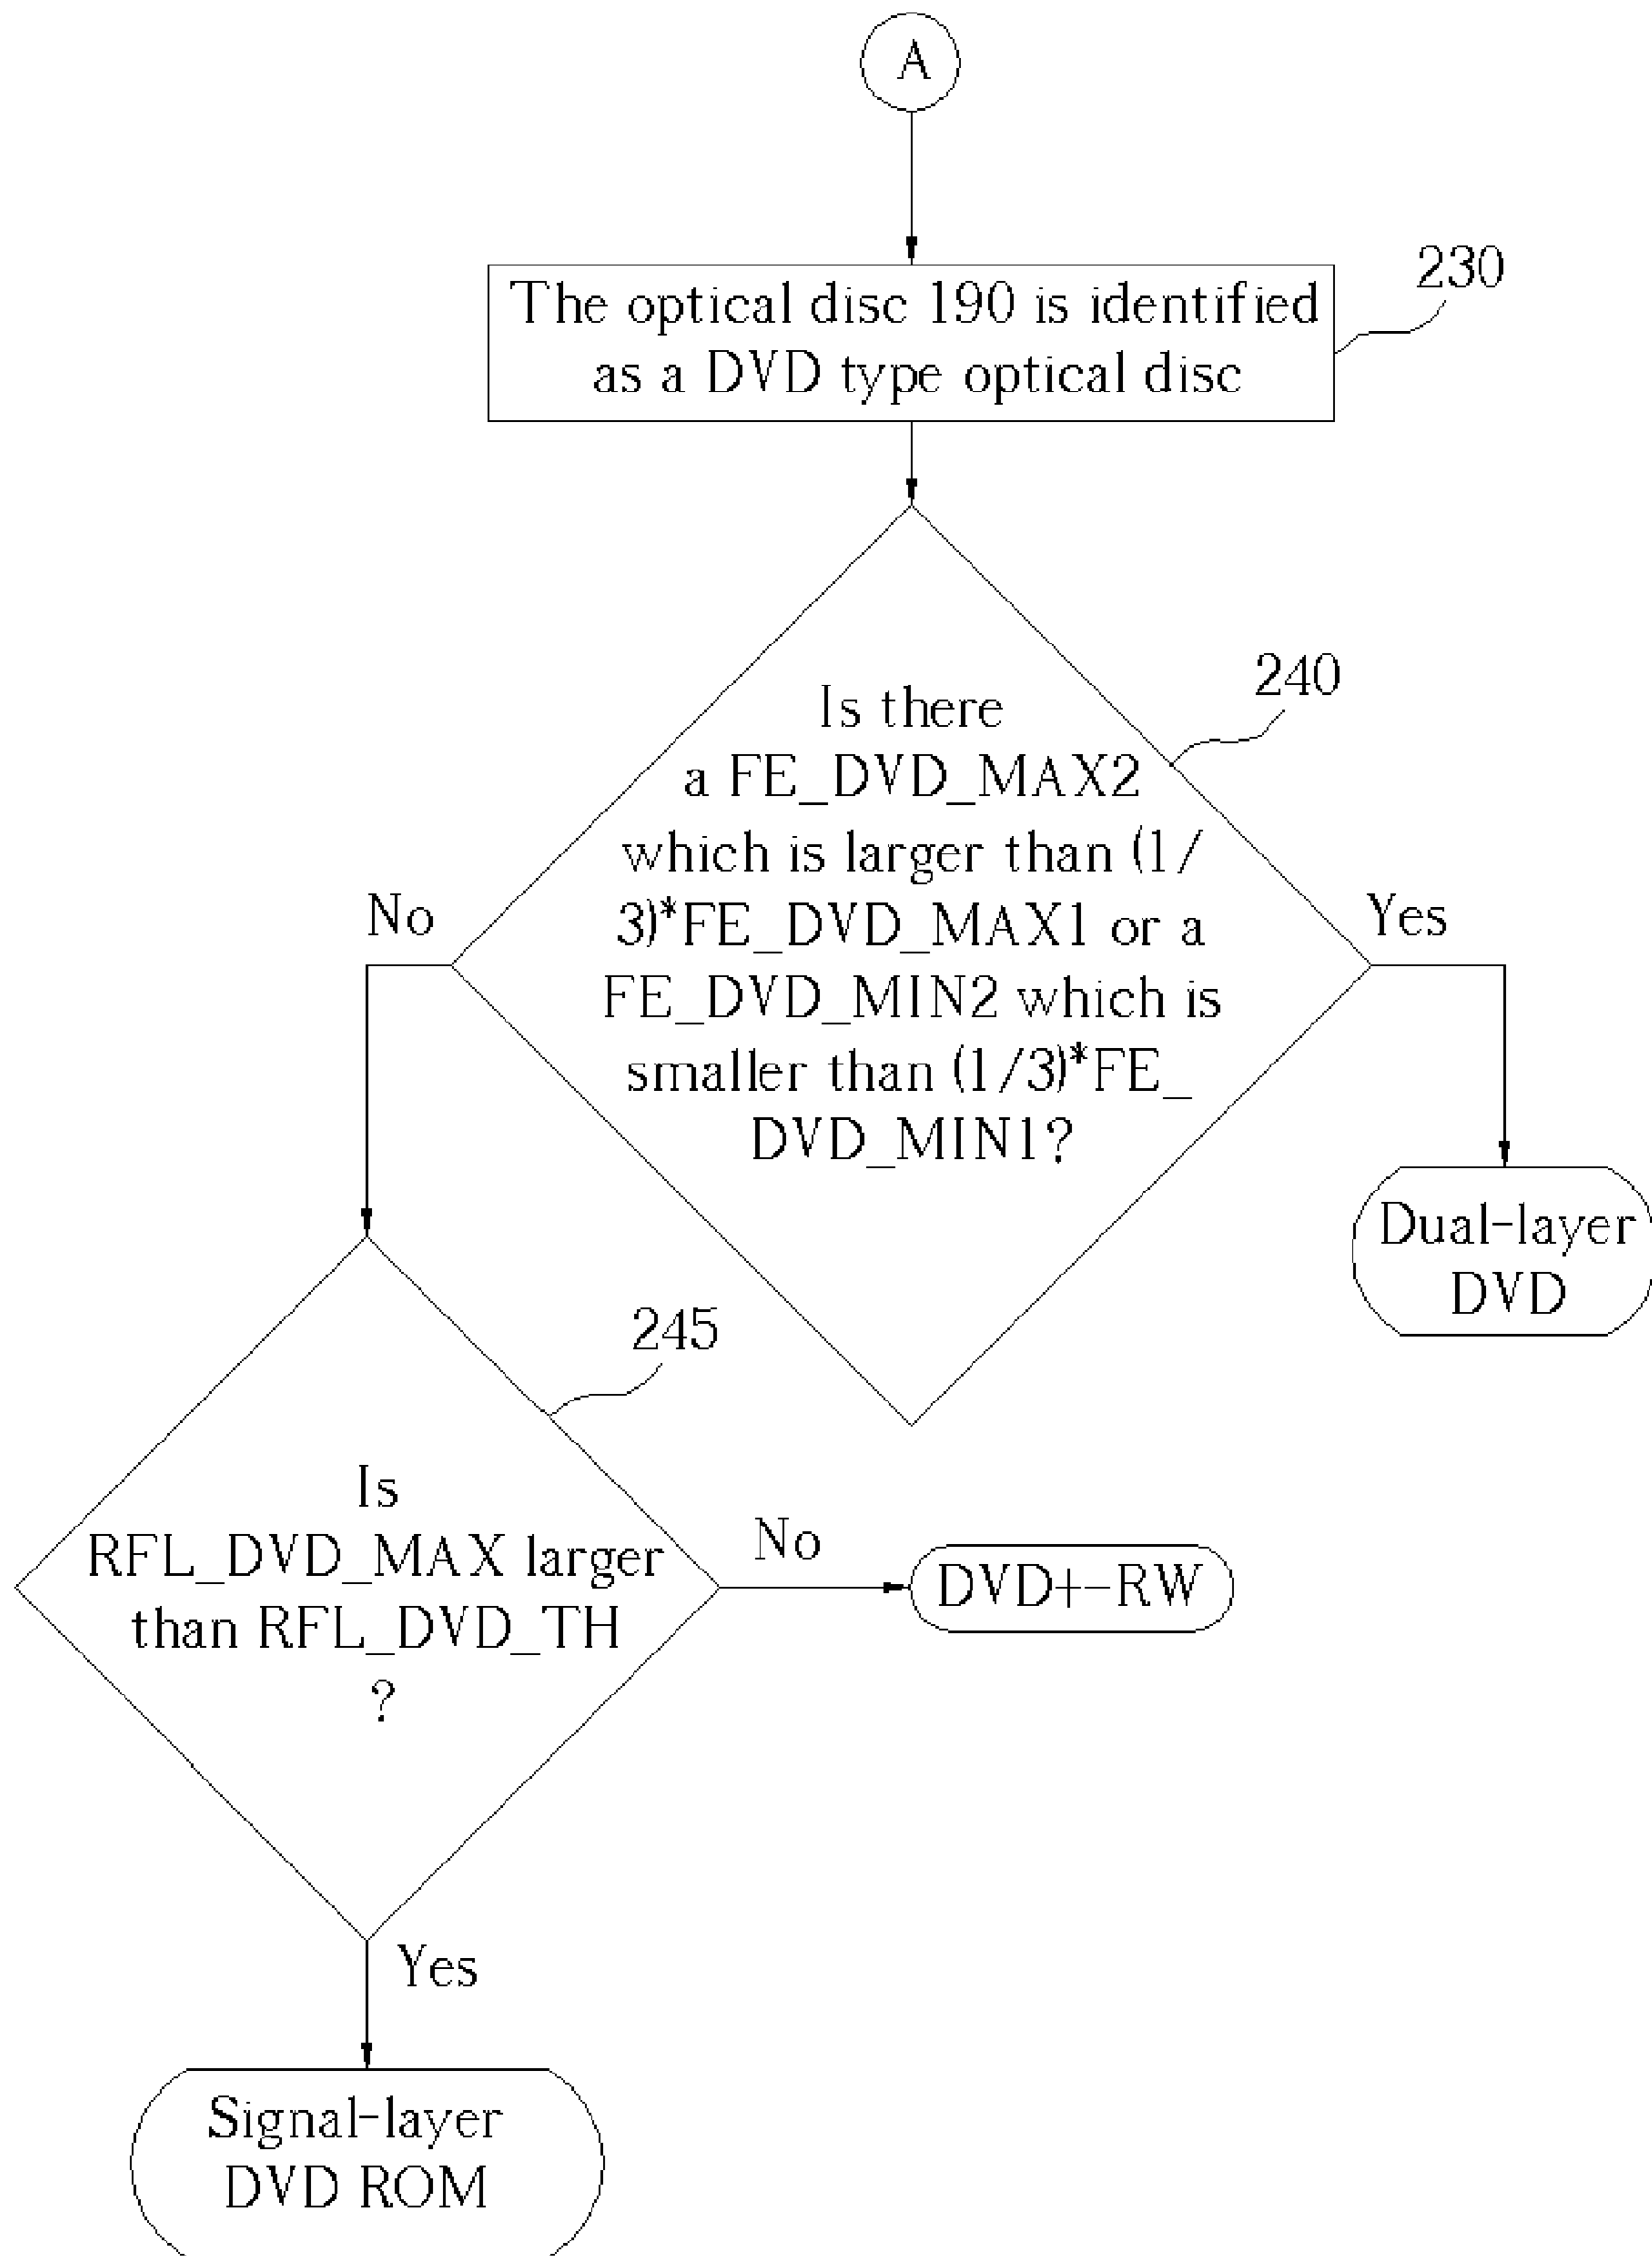 A
The optical disc 190 is identified
as a DVD type optical disc
230
Is there
a FE_DVD_MAX2
which is larger than (1/
3)*FE_DVD_MAX1 or a
FE_DVD_MIN2 which is
smaller than (1/3)*FE_
DVD_MIN1?
240
No
Yes
Dual-layer
DVD
245
Is
RFL_DVD_MAX larger
than RFL_DVD_TH
?
No
DVD+-RW
Yes
Signal-layer
DVD ROM